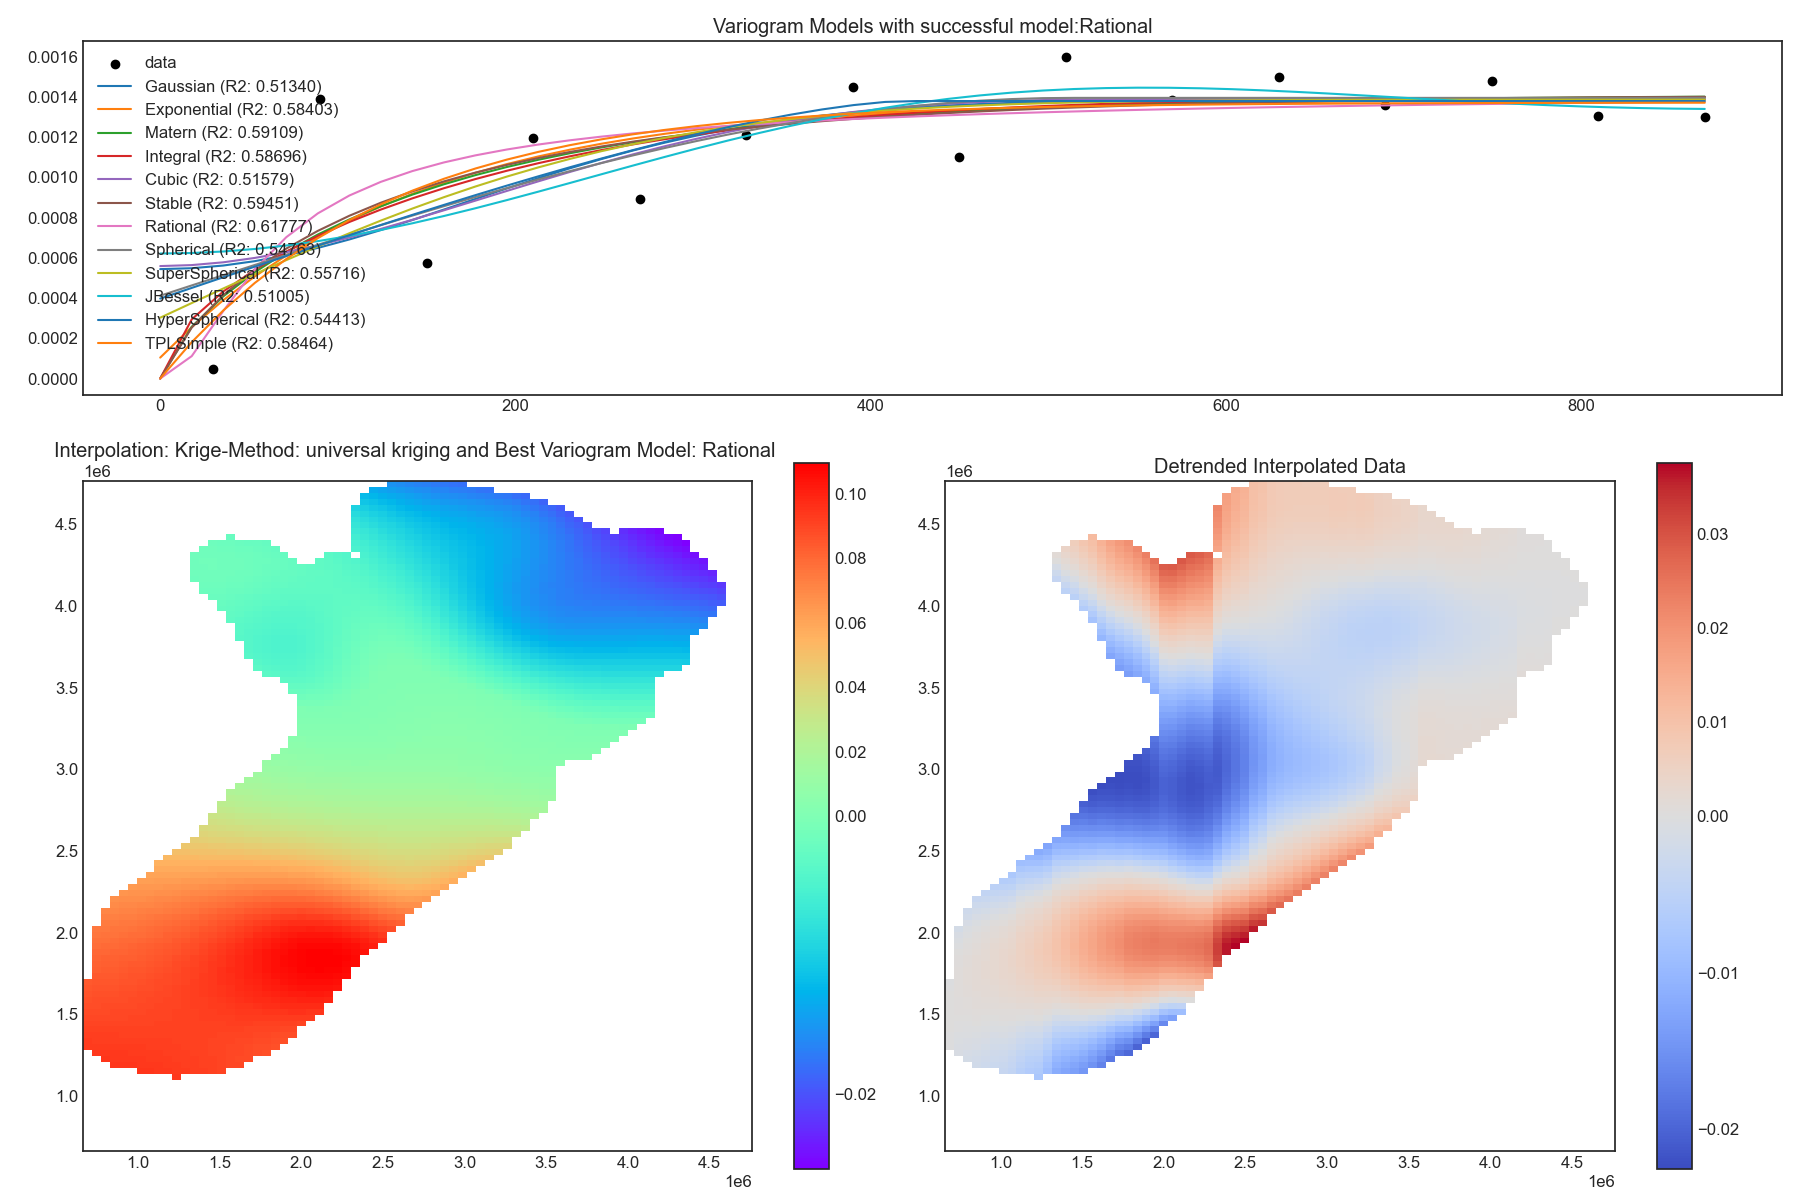 Variogram Models with successful model:Rational
0.0016
0.0014
0.0012
0.0010
0.0008
0.0006
0.0004
0.0002
0.0000
data
Gaussian (R2: 0.51340)
Exponential (R2: 0.58403)
Matern (R2: 0.59109)
Integral (R2: 0.58696)
Cubic (R2: 0.51579)
Stable (R2: 0.59451)
Rational (R2: 0.61777)
Spherical (R2: 0.54763)
SuperSpherical (R2: 0.55716)
JBessel (R2: 0.51005)
HyperSpherical (R2: 0.54413)
TPLSimple (R2: 0.58464)
0 200 400 600 800
Interpolation: Krige-Method: universal kriging and Best Variogram Model: Rational
1e6
4.5
4.0
3.5
3.0
2.5
2.0
1.5
1.0
1.0 1.5 2.0 2.5 3.0 3.5 4.0 4.5
1e6
0.10
0.08
0.06
0.04
0.02
0.00
−0.02
Detrended Interpolated Data
1e6
4.5
4.0
3.5
3.0
2.5
2.0
1.5
1.0
1.0 1.5 2.0 2.5 3.0 3.5 4.0 4.5
1e6
0.03
0.02
0.01
0.00
−0.01
−0.02